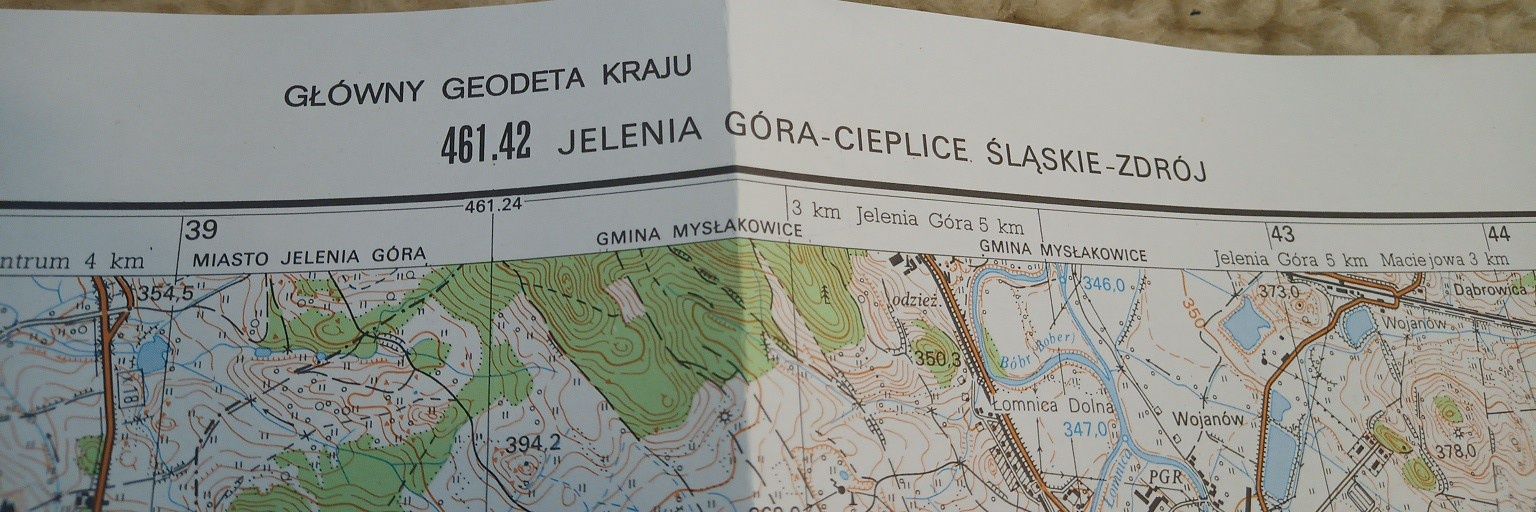 GŁÓWNY GEODETA KRAJU
461.42 JELENIA GÓRA-CIEPLICE ŚLĄSKIE-ZDRÓJ
461.24
39
3 km Jelenia Góra 5 km
43
44
ntrum 4 km
MIASTO JELENIA GÓRA
GMINA MYSŁAKOWICE
GMINA MYSŁAKOWICE
Jelenia Góra 5 km Maciejowa 3 km
354,5
346.0
350
373,0
Dąbrowica
odzież
Wojanów
350,3
Bóbr (Bober)
Łomnica Dolna
Wojanów
347.0
394,2
378,0
Łomnica
PGR